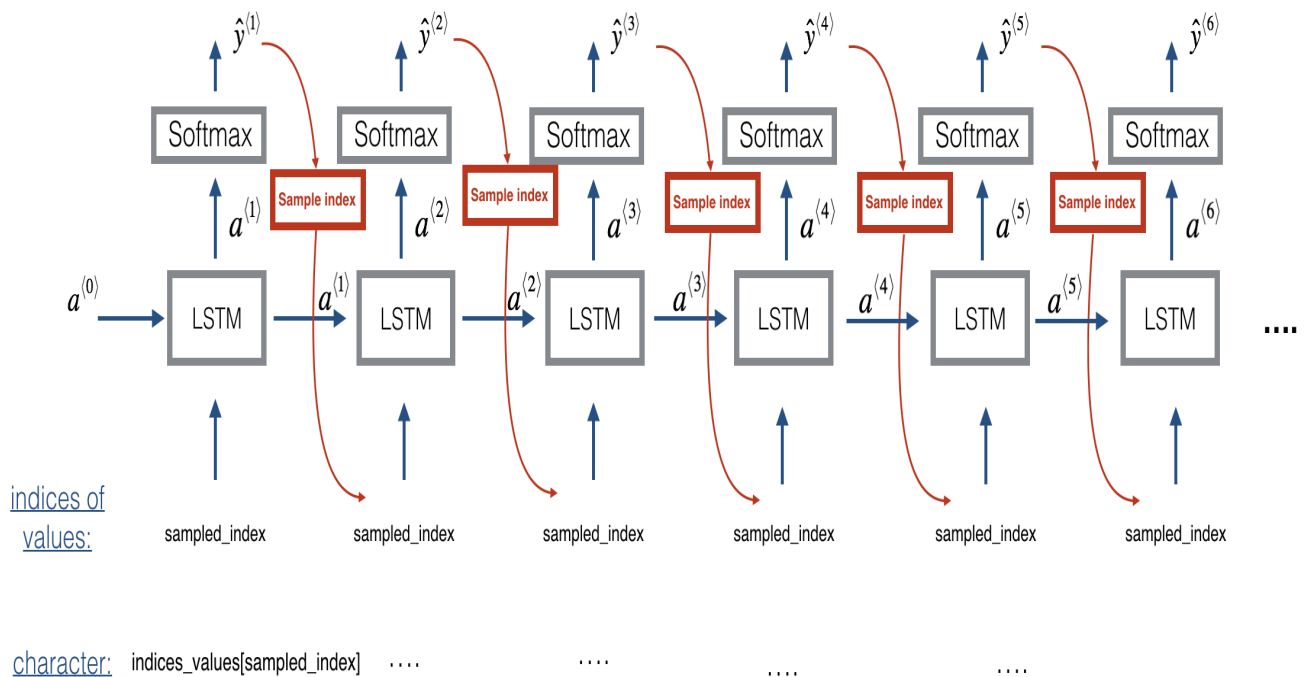 ŷ⟨1⟩ ŷ⟨2⟩ ŷ⟨3⟩ ŷ⟨4⟩ ŷ⟨5⟩ ŷ⟨6⟩
Softmax Softmax Softmax Softmax Softmax Softmax
Sample index Sample index Sample index Sample index Sample index
a⟨1⟩ a⟨2⟩ a⟨3⟩ a⟨4⟩ a⟨5⟩ a⟨6⟩
a⟨0⟩ a⟨1⟩ a⟨2⟩ a⟨3⟩ a⟨4⟩ a⟨5⟩
LSTM LSTM LSTM LSTM LSTM LSTM ....
indices of
values: sampled_index sampled_index sampled_index sampled_index sampled_index sampled_index
character: indices_values[sampled_index] .... .... .... ....